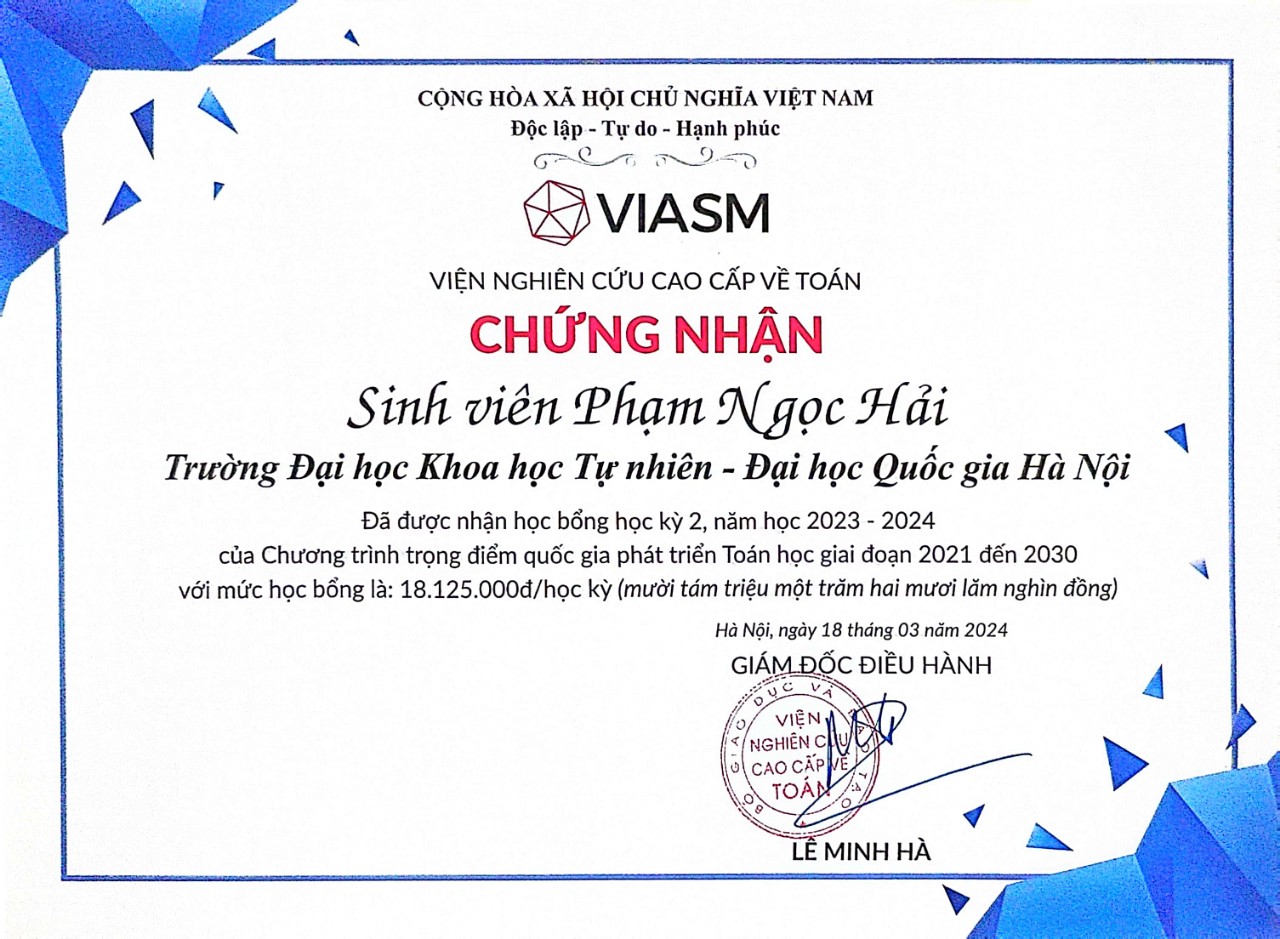 CỘNG HÒA XÃ HỘI CHỦ NGHĨA VIỆT NAM
Độc lập - Tự do - Hạnh phúc
VIASM
VIỆN NGHIÊN CỨU CAO CẤP VỀ TOÁN
CHỨNG NHẬN
Sinh viên Phạm Ngọc Hải
Trường Đại học Khoa học Tự nhiên - Đại học Quốc gia Hà Nội
Đã được nhận học bổng học kỳ 2, năm học 2023 - 2024
của Chương trình trọng điểm quốc gia phát triển Toán học giai đoạn 2021 đến 2030
với mức học bổng là: 18.125.000đ/học kỳ (mười tám triệu một trăm hai mươi lăm nghìn đồng)
Hà Nội, ngày 18 tháng 03 năm 2024
GIÁM ĐỐC ĐIỀU HÀNH
BỘ GIÁO DỤC VÀ ĐÀO TẠO
VIỆN
NGHIÊN CỨU
CAO CẤP VỀ
TOÁN
LÊ MINH HÀ